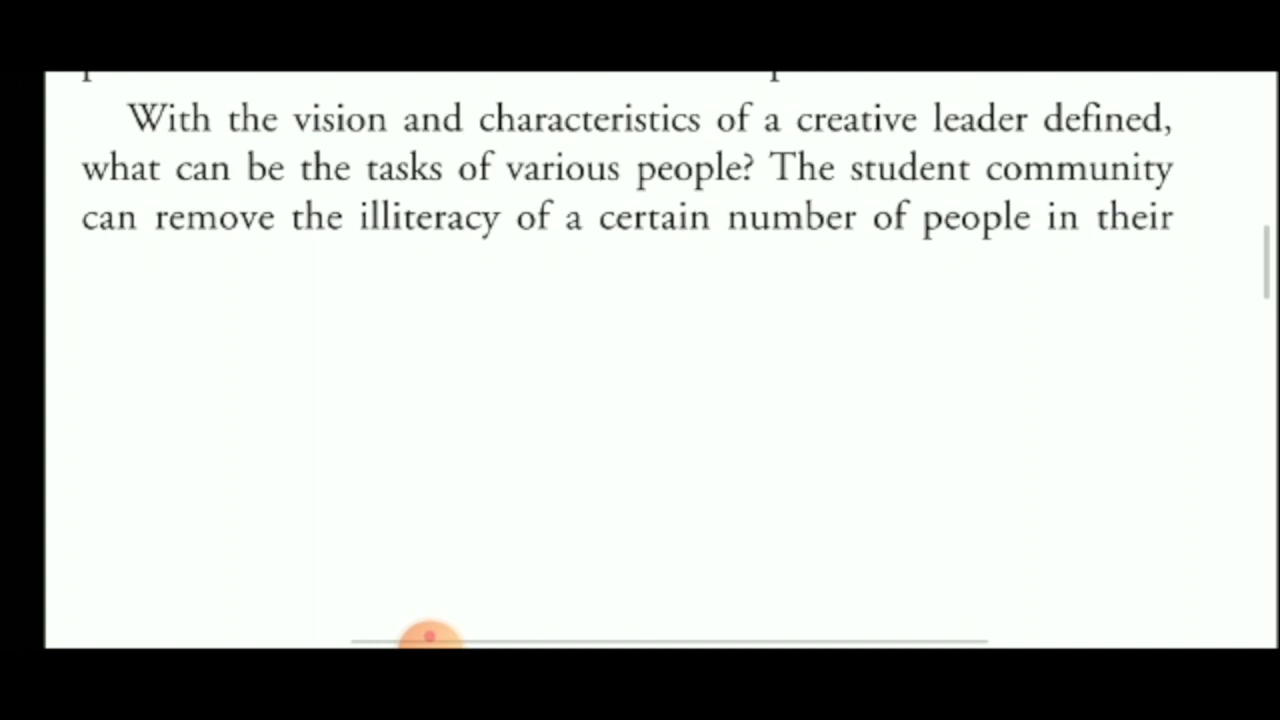 With the vision and characteristics of a creative leader defined,
what can be the tasks of various people? The student community
can remove the illiteracy of a certain number of people in their